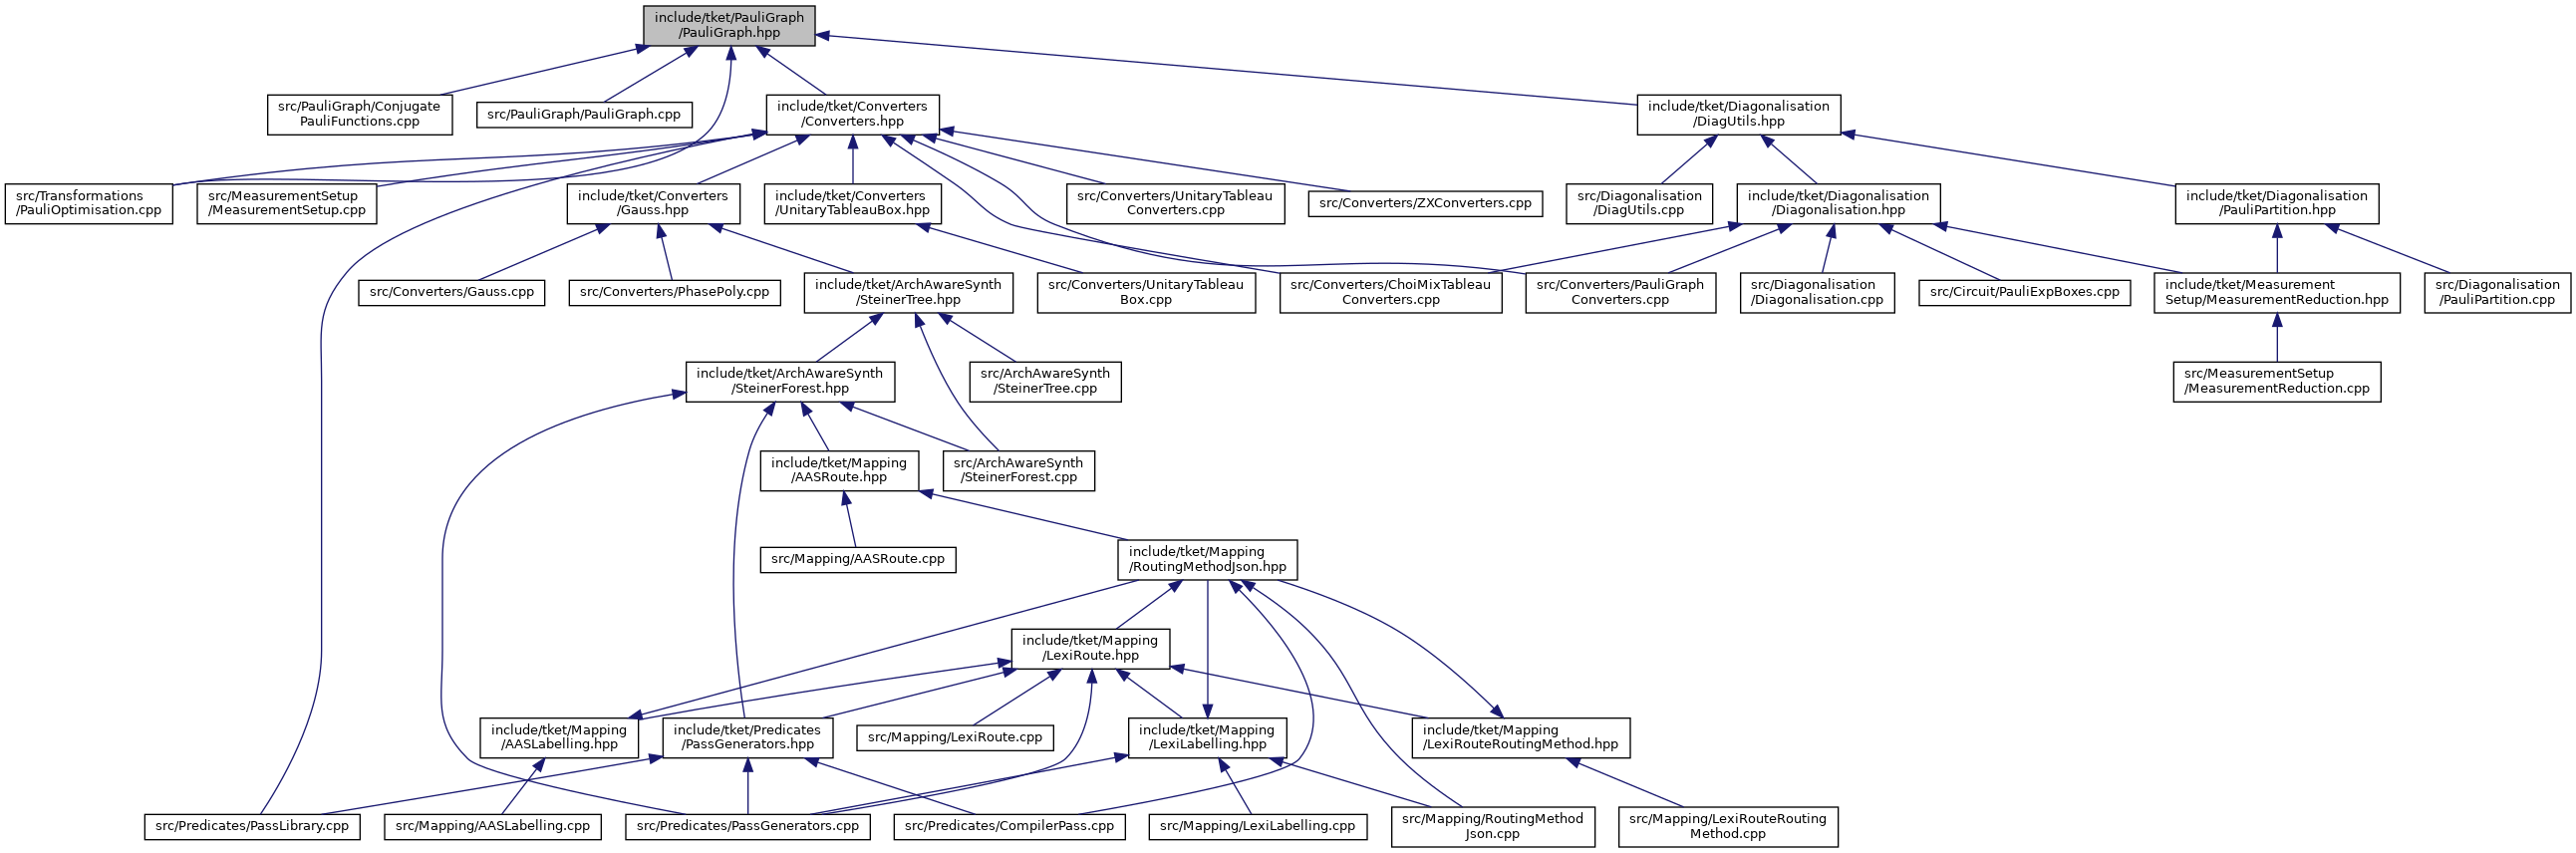 include/tket/PauliGraph
/PauliGraph.hpp
src/PauliGraph/Conjugate
PauliFunctions.cpp
src/PauliGraph/PauliGraph.cpp
include/tket/Converters
/Converters.hpp
include/tket/Diagonalisation
/DiagUtils.hpp
src/Transformations
/PauliOptimisation.cpp
src/MeasurementSetup
/MeasurementSetup.cpp
include/tket/Converters
/Gauss.hpp
include/tket/Converters
/UnitaryTableauBox.hpp
src/Converters/UnitaryTableau
Converters.cpp
src/Converters/ZXConverters.cpp
src/Diagonalisation
/DiagUtils.cpp
include/tket/Diagonalisation
/Diagonalisation.hpp
include/tket/Diagonalisation
/PauliPartition.hpp
src/Converters/Gauss.cpp
src/Converters/PhasePoly.cpp
include/tket/ArchAwareSynth
/SteinerTree.hpp
src/Converters/UnitaryTableau
Box.cpp
src/Converters/ChoiMixTableau
Converters.cpp
src/Converters/PauliGraph
Converters.cpp
src/Diagonalisation
/Diagonalisation.cpp
src/Circuit/PauliExpBoxes.cpp
include/tket/Measurement
Setup/MeasurementReduction.hpp
src/Diagonalisation
/PauliPartition.cpp
include/tket/ArchAwareSynth
/SteinerForest.hpp
src/ArchAwareSynth
/SteinerTree.cpp
src/MeasurementSetup
/MeasurementReduction.cpp
include/tket/Mapping
/AASRoute.hpp
src/ArchAwareSynth
/SteinerForest.cpp
src/Mapping/AASRoute.cpp
include/tket/Mapping
/RoutingMethodJson.hpp
include/tket/Mapping
/LexiRoute.hpp
include/tket/Mapping
/AASLabelling.hpp
include/tket/Predicates
/PassGenerators.hpp
src/Mapping/LexiRoute.cpp
include/tket/Mapping
/LexiLabelling.hpp
include/tket/Mapping
/LexiRouteRoutingMethod.hpp
src/Predicates/PassLibrary.cpp
src/Mapping/AASLabelling.cpp
src/Predicates/PassGenerators.cpp
src/Predicates/CompilerPass.cpp
src/Mapping/LexiLabelling.cpp
src/Mapping/RoutingMethod
Json.cpp
src/Mapping/LexiRouteRouting
Method.cpp